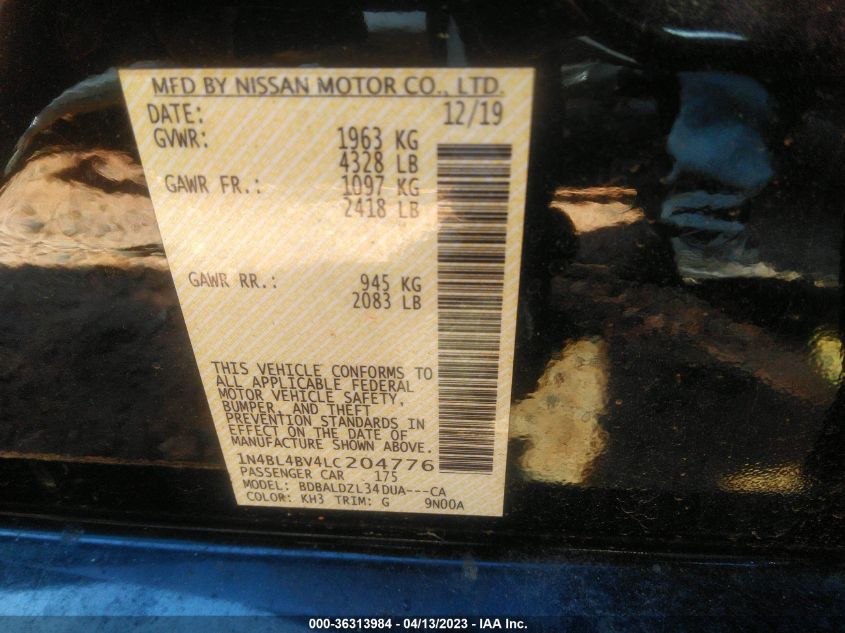 MFD BY NISSAN MOTOR CO., LTD.
DATE: 12/19
GVWR: 1963 KG
4328 LB
GAWR FR.: 1097 KG
2418 LB
GAWR RR.: 945 KG
2083 LB
THIS VEHICLE CONFORMS TO
ALL APPLICABLE FEDERAL
MOTOR VEHICLE SAFETY,
BUMPER, AND THEFT
PREVENTION STANDARDS IN
EFFECT ON THE DATE OF
MANUFACTURE SHOWN ABOVE.
1N4BL4BV4LC204776
PASSENGER CAR 175
MODEL: BDBALDZL34DUA---CA
COLOR: KH3 TRIM: G 9N00A
000-36313984 - 04/13/2023 - IAA Inc.